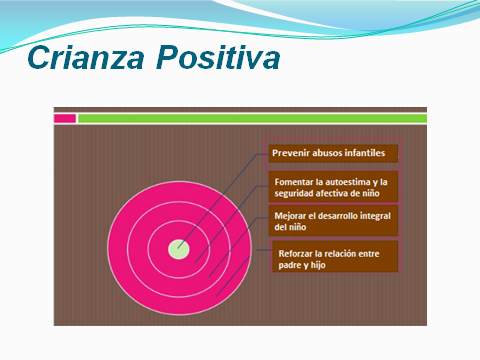 Crianza Positiva
Prevenir abusos infantiles
Fomentar la autoestima y la
seguridad afectiva de niño
Mejorar el desarrollo integral
del niño
Reforzar la relación entre
padre y hijo